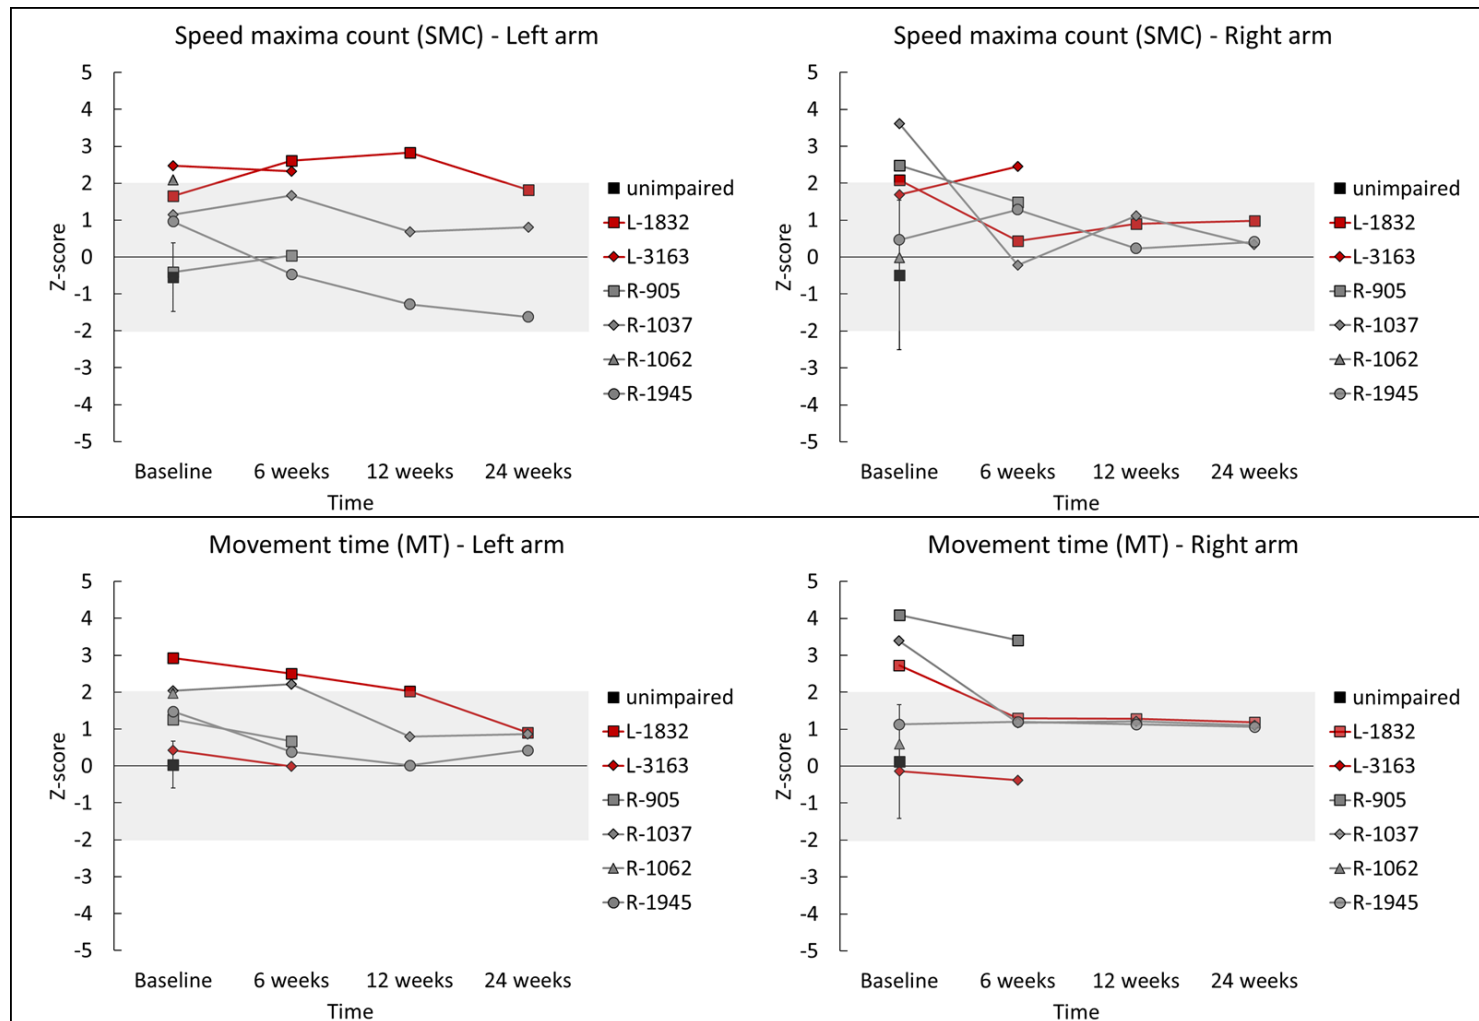 Speed maxima count (SMC) - Left arm
5
4
3
2
1
0
-1
-2
-3
-4
-5
Z-score
Baseline 6 weeks 12 weeks 24 weeks
Time
unimpaired
L-1832
L-3163
R-905
R-1037
R-1062
R-1945
Speed maxima count (SMC) - Right arm
5
4
3
2
1
0
-1
-2
-3
-4
-5
Z-score
Baseline 6 weeks 12 weeks 24 weeks
Time
unimpaired
L-1832
L-3163
R-905
R-1037
R-1062
R-1945
Movement time (MT) - Left arm
5
4
3
2
1
0
-1
-2
-3
-4
-5
Z-score
Baseline 6 weeks 12 weeks 24 weeks
Time
unimpaired
L-1832
L-3163
R-905
R-1037
R-1062
R-1945
Movement time (MT) - Right arm
5
4
3
2
1
0
-1
-2
-3
-4
-5
Z-score
Baseline 6 weeks 12 weeks 24 weeks
Time
unimpaired
L-1832
L-3163
R-905
R-1037
R-1062
R-1945